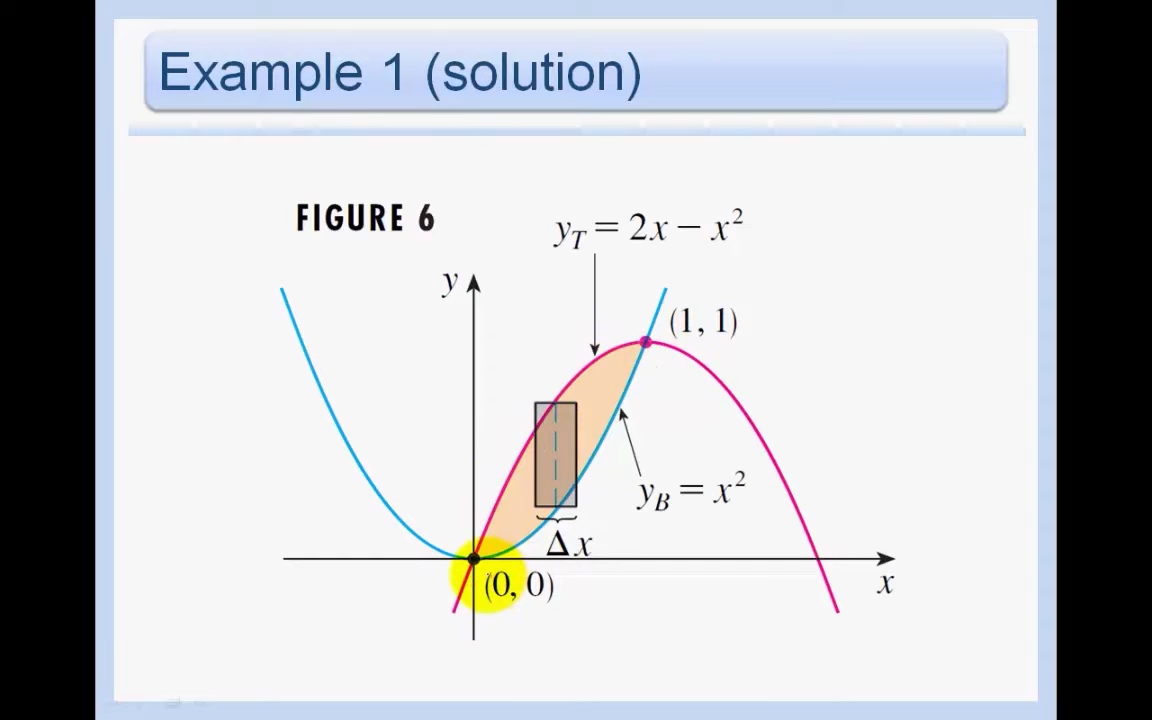 Example 1 (solution)
FIGURE 6
y_T = 2x − x²
y
(1, 1)
y_B = x²
Δx
(0, 0)
x